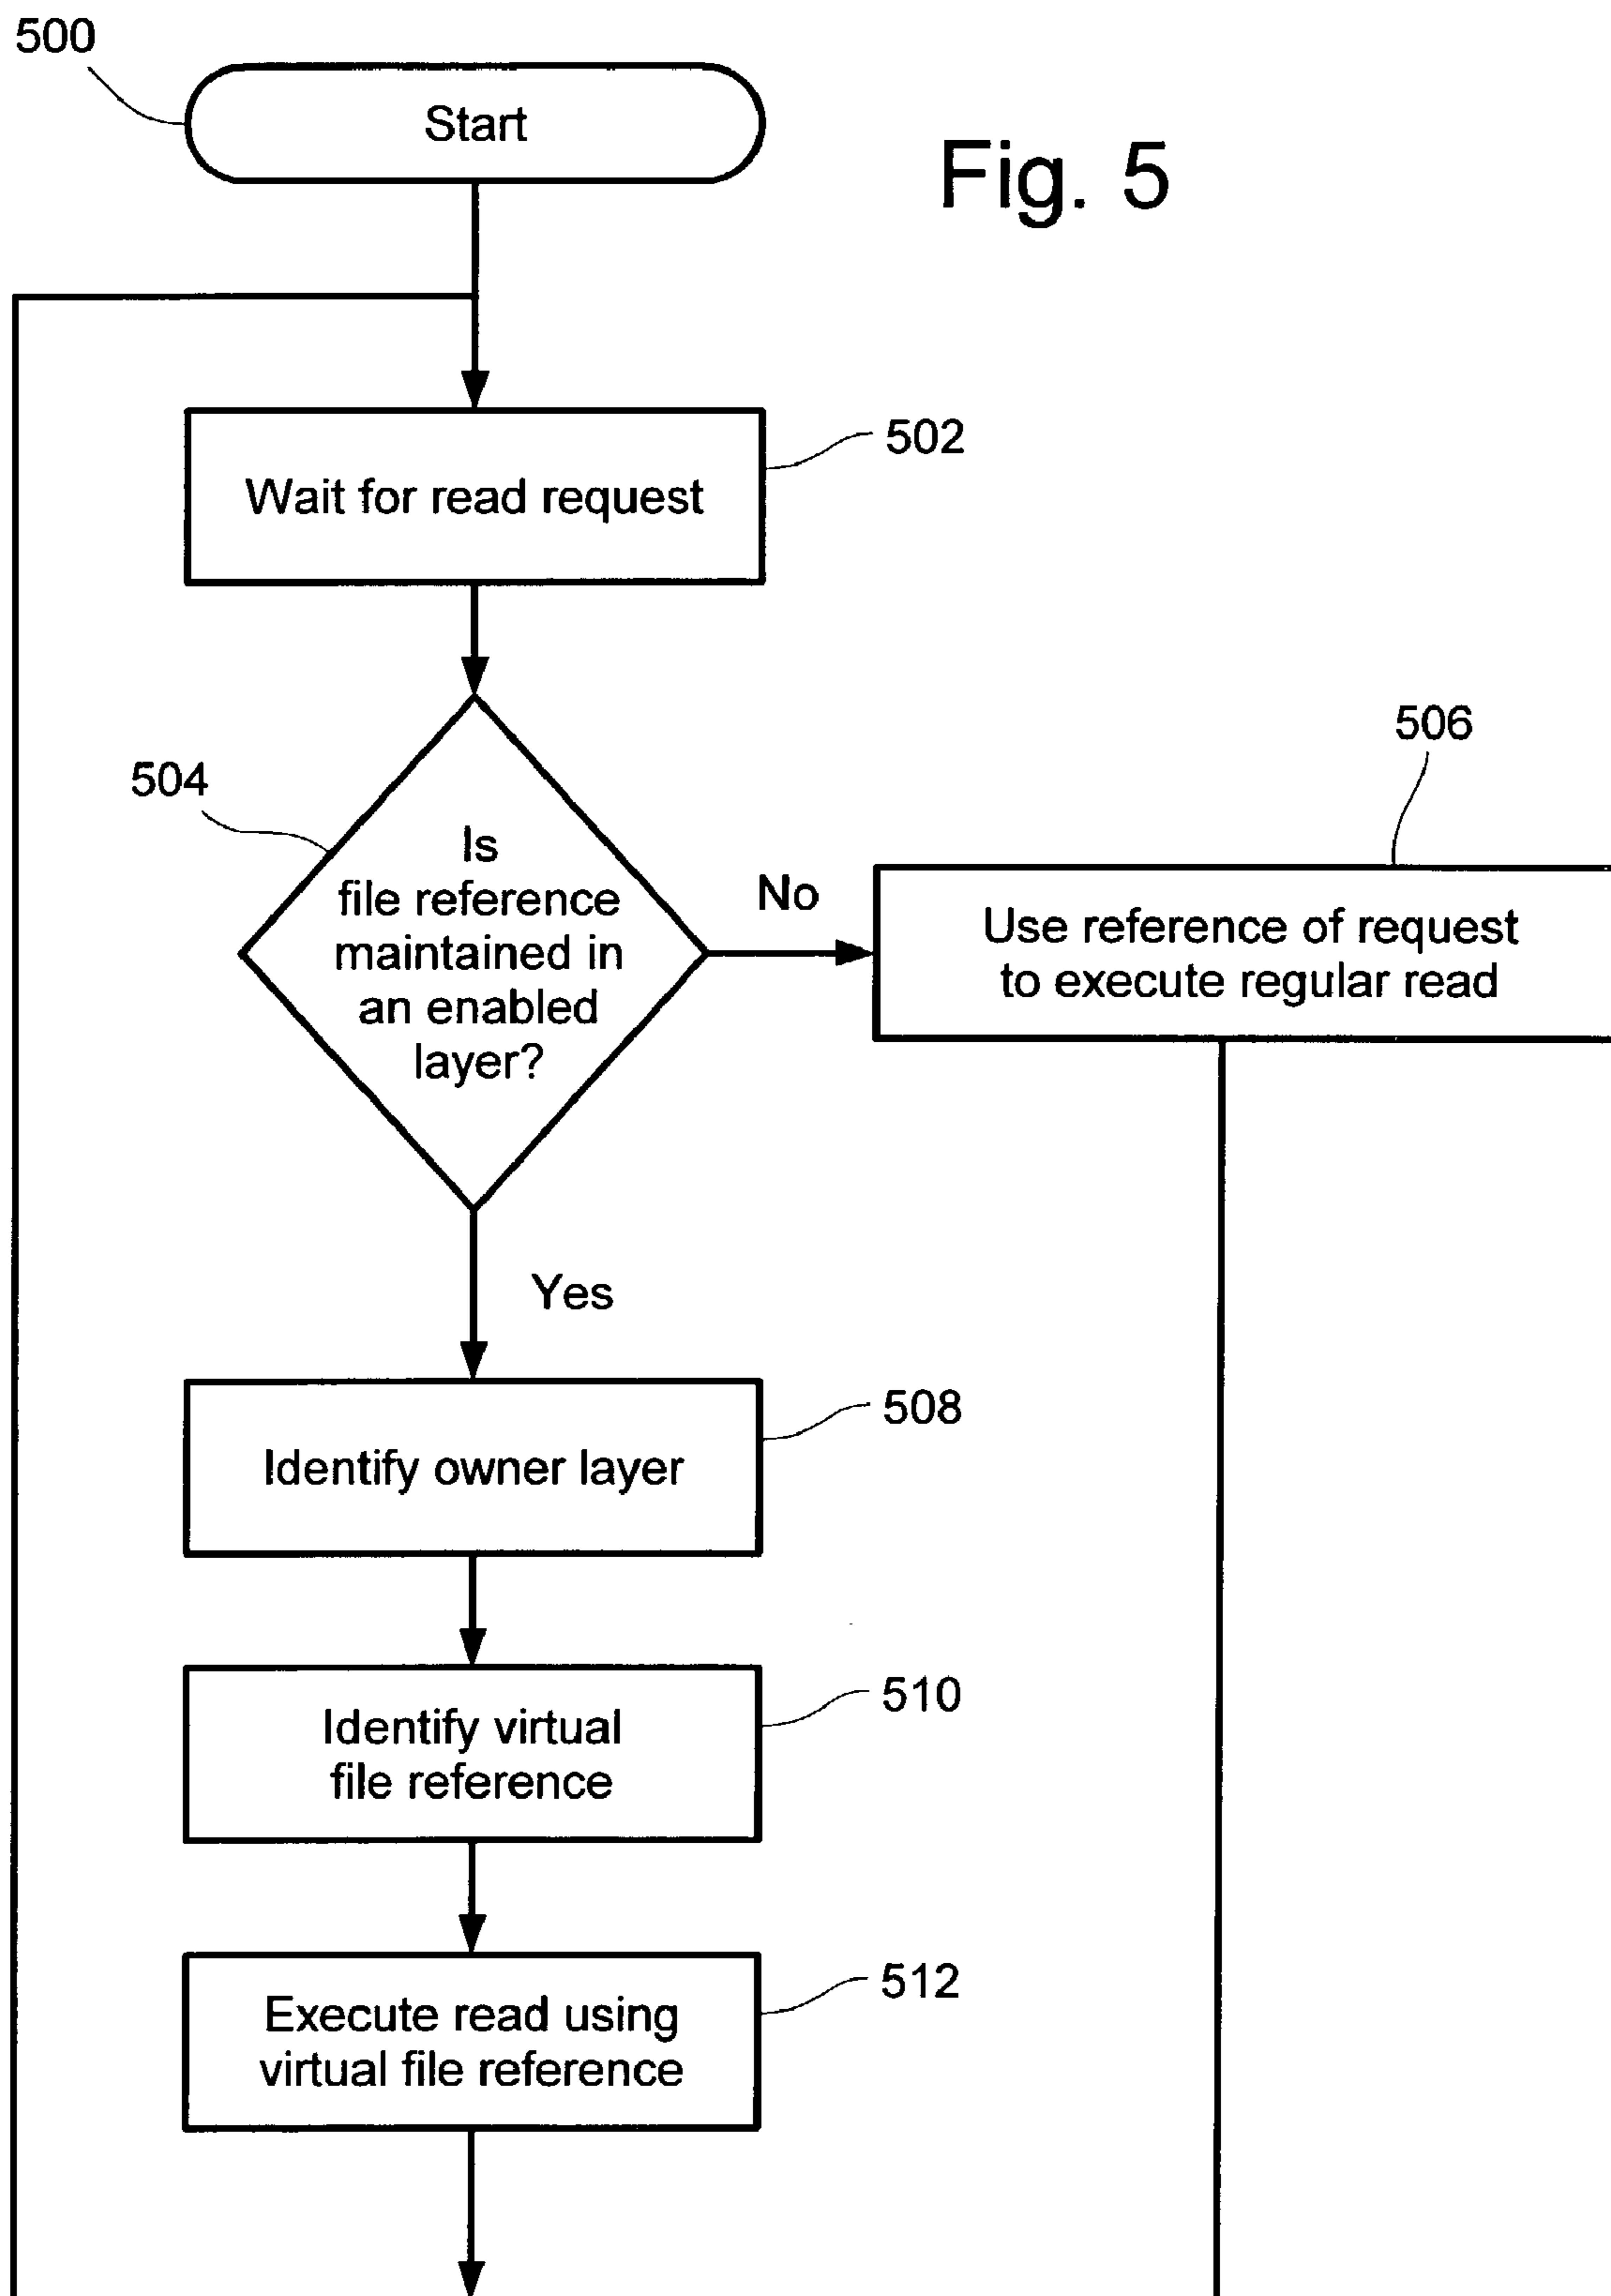 500
Start
Fig. 5
502
Wait for read request
506
504
Is
file reference
maintained in
an enabled
layer?
No
Use reference of request
to execute regular read
Yes
508
Identify owner layer
510
Identify virtual
file reference
512
Execute read using
virtual file reference